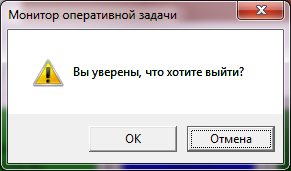 Монитор оперативной задачи
Вы уверены, что хотите выйти?
OK
Отмена